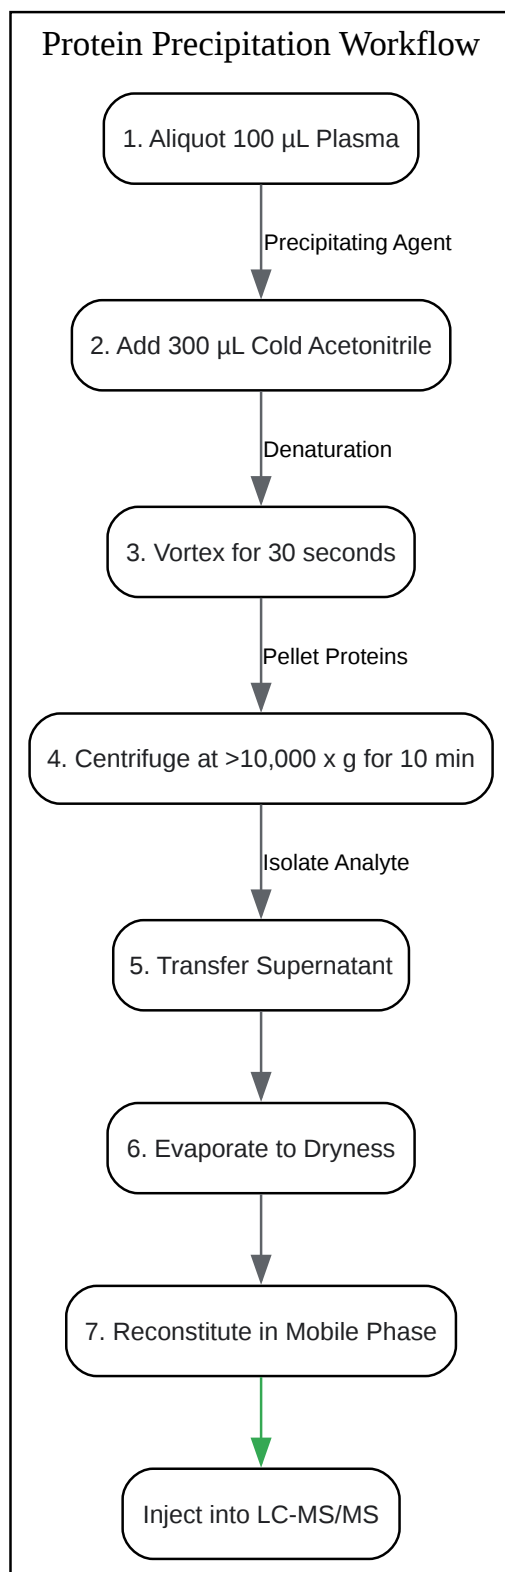 Protein Precipitation Workflow
1. Aliquot 100 µL Plasma
Precipitating Agent
2. Add 300 µL Cold Acetonitrile
Denaturation
3. Vortex for 30 seconds
Pellet Proteins
4. Centrifuge at >10,000 x g for 10 min
Isolate Analyte
5. Transfer Supernatant
6. Evaporate to Dryness
7. Reconstitute in Mobile Phase
Inject into LC-MS/MS